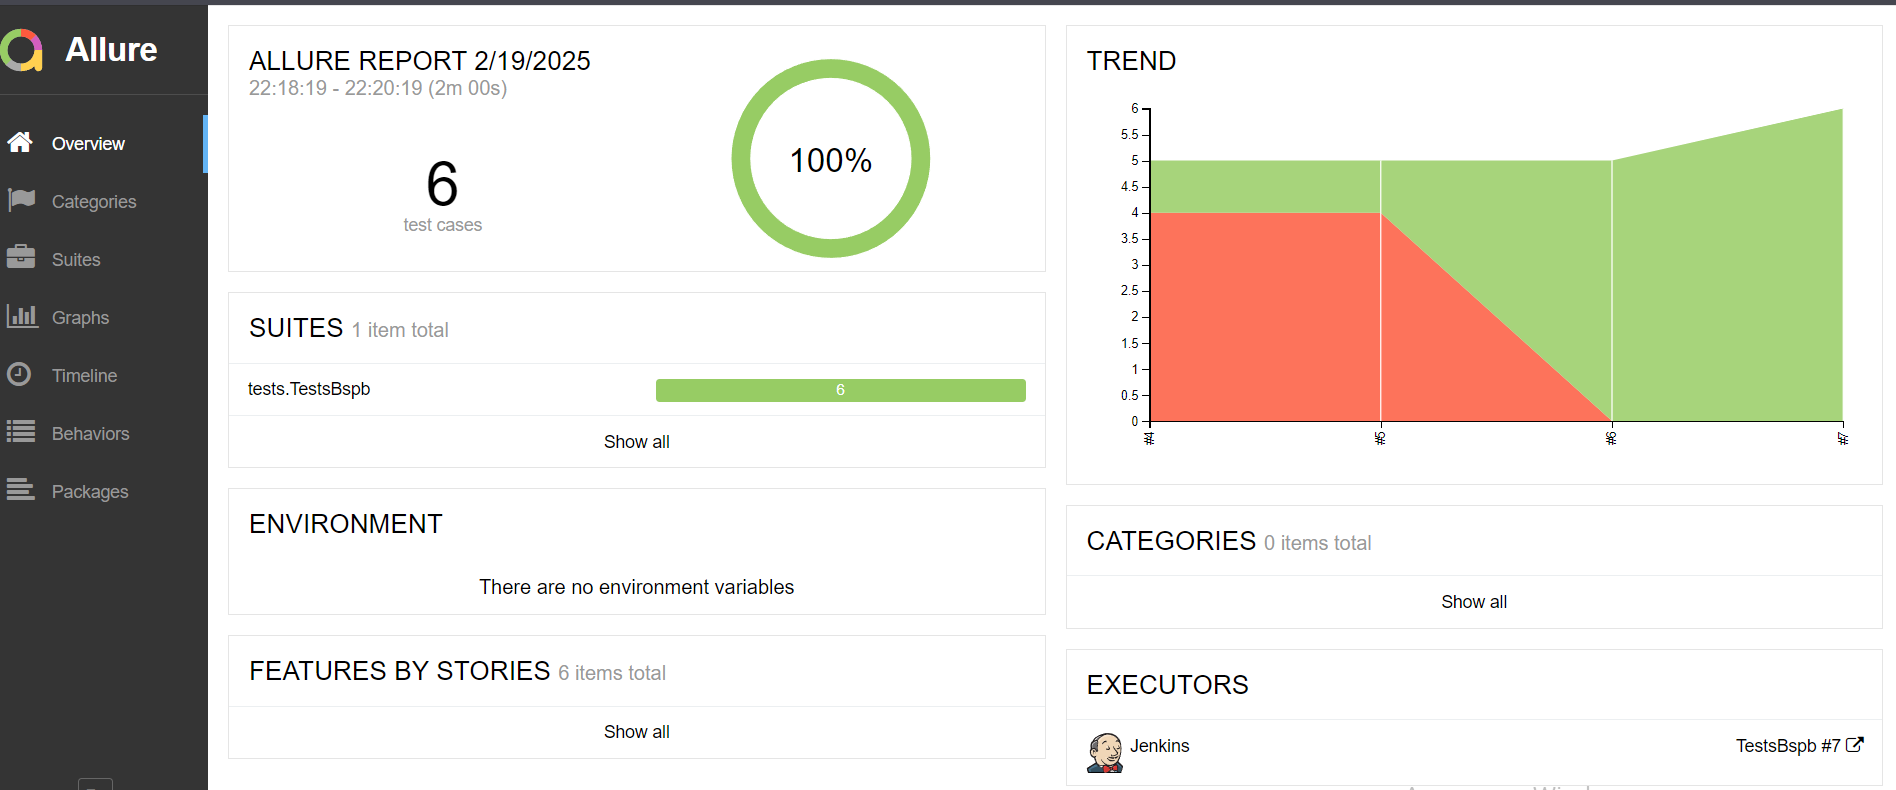 Allure
Overview
Categories
Suites
Graphs
Timeline
Behaviors
Packages
ALLURE REPORT 2/19/2025
22:18:19 - 22:20:19 (2m 00s)
6
test cases
100%
SUITES 1 item total
tests.TestsBspb 6
Show all
ENVIRONMENT
There are no environment variables
FEATURES BY STORIES 6 items total
Show all
TREND
6
5.5
5
4.5
4
3.5
3
2.5
2
1.5
1
0.5
0
#4 #5 #6 #7
CATEGORIES 0 items total
Show all
EXECUTORS
Jenkins TestsBspb #7